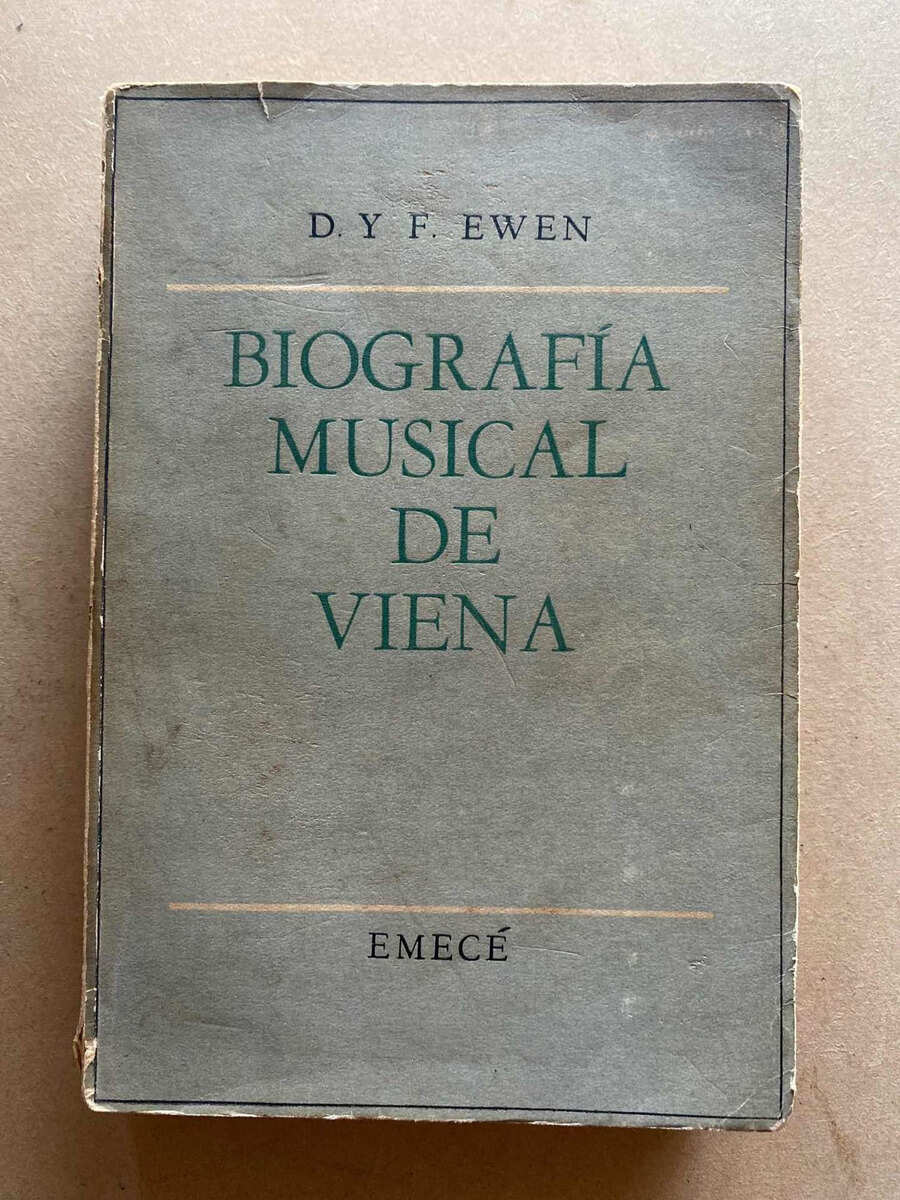 D. Y F. EWEN
BIOGRAFÍA
MUSICAL
DE
VIENA
EMECÉ